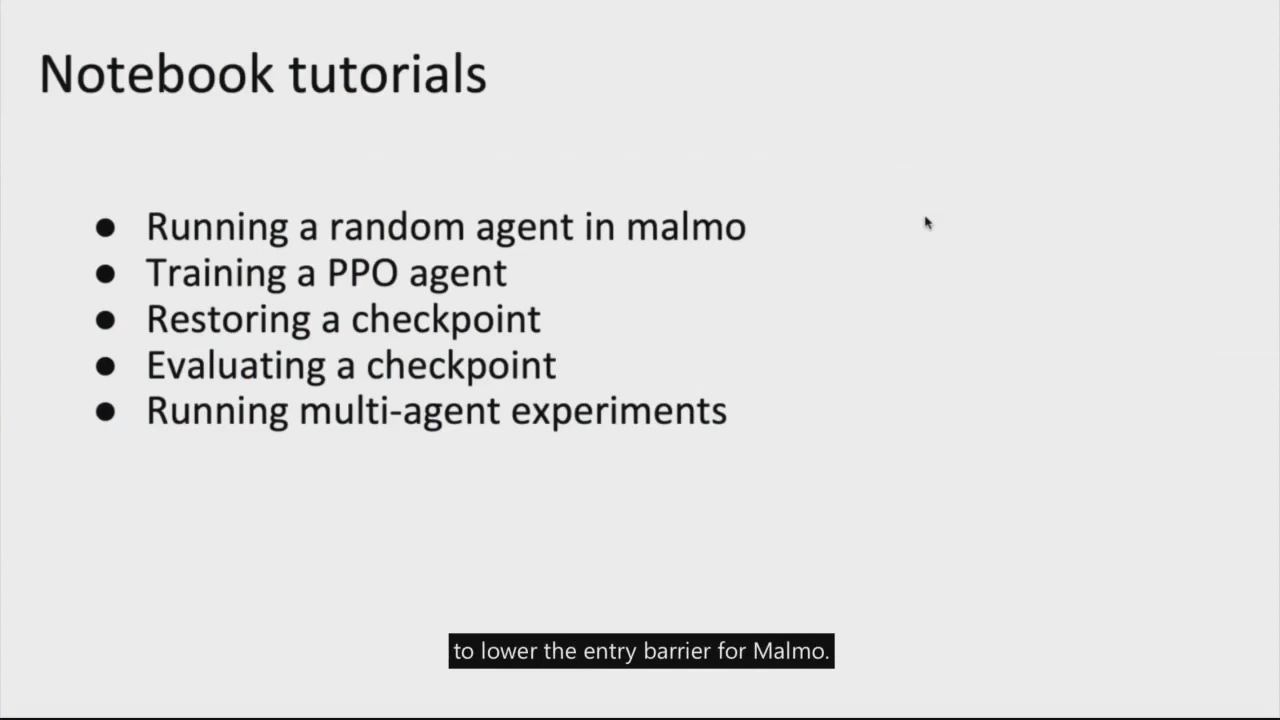 Notebook tutorials
● Running a random agent in malmo
● Training a PPO agent
● Restoring a checkpoint
● Evaluating a checkpoint
● Running multi-agent experiments
to lower the entry barrier for Malmo.